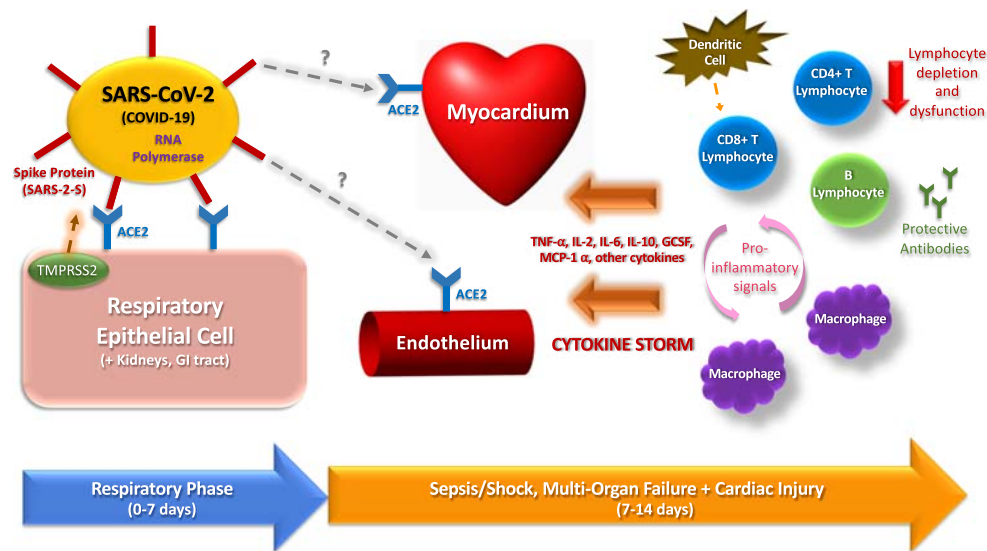 SARS-CoV-2
(COVID-19)
RNA
Polymerase
Spike Protein
(SARS-2-S)
ACE2
TMPRSS2
Respiratory
Epithelial Cell
(+ Kidneys, GI tract)
?
ACE2
Myocardium
?
ACE2
Endothelium
TNF-α, IL-2, IL-6, IL-10, GCSF,
MCP-1 α, other cytokines
CYTOKINE STORM
Dendritic
Cell
CD8+ T
Lymphocyte
CD4+ T
Lymphocyte
Lymphocyte
depletion
and
dysfunction
B
Lymphocyte
Protective
Antibodies
Pro-
inflammatory
signals
Macrophage
Macrophage
Respiratory Phase
(0-7 days)
Sepsis/Shock, Multi-Organ Failure + Cardiac Injury
(7-14 days)